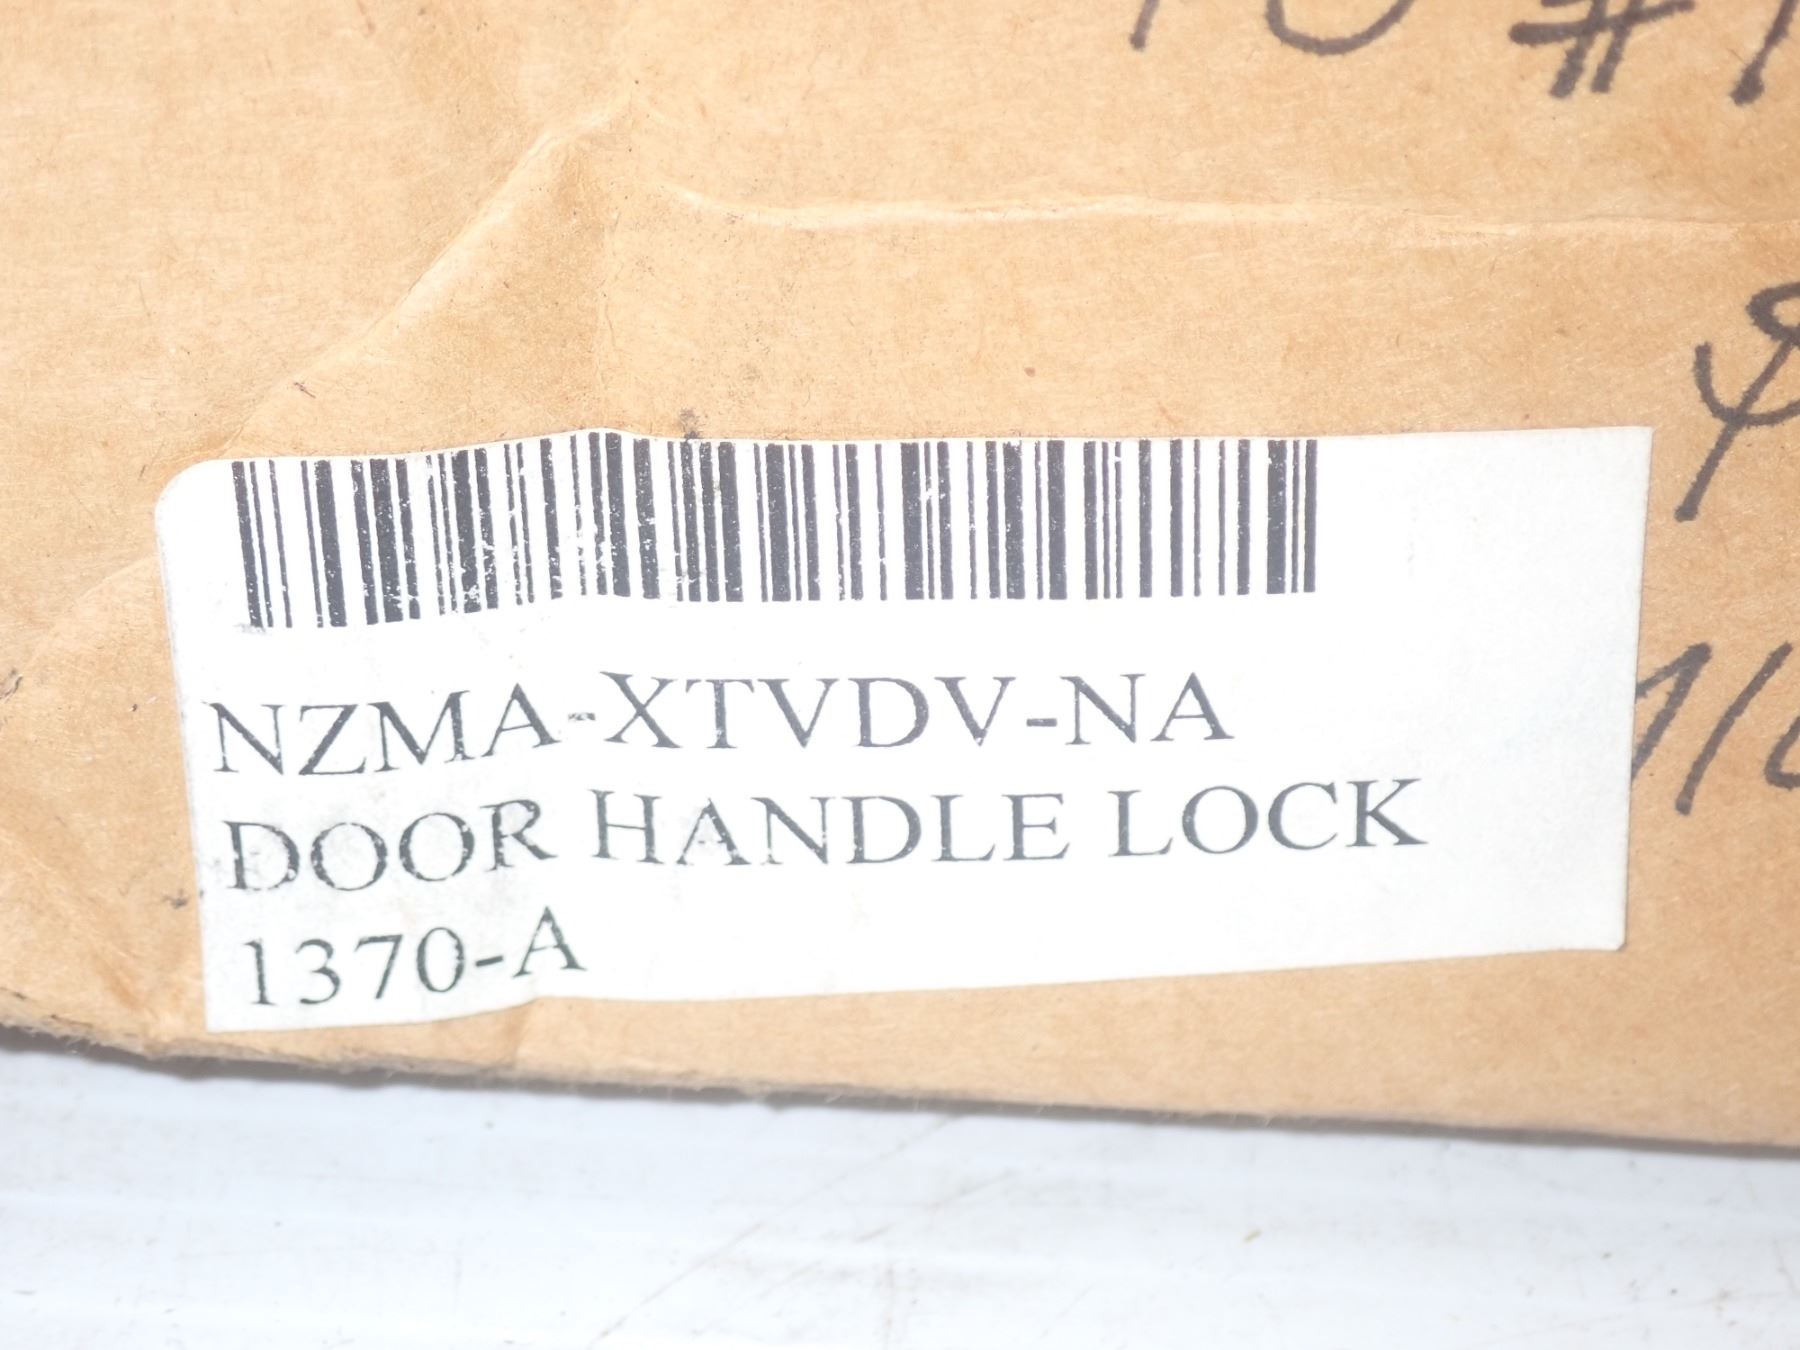 NZMA-XTVDV-NA
DOOR HANDLE LOCK
1370-A